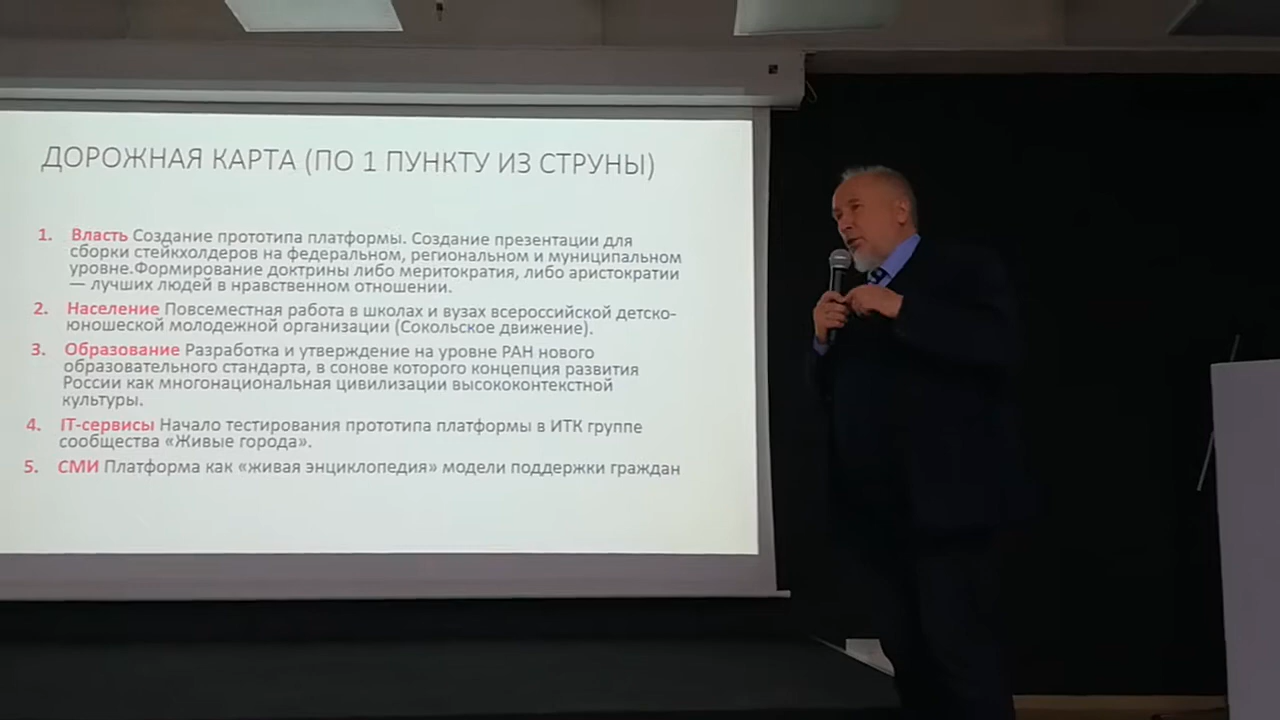 ДОРОЖНАЯ КАРТА (ПО 1 ПУНКТУ ИЗ СТРУНЫ)
1. Власть Создание прототипа платформы. Создание презентации для
сборки стейкхолдеров на федеральном, региональном и муниципальном
уровне.Формирование доктрины либо меритократия, либо аристократии
— лучших людей в нравственном отношении.
2. Население Повсеместная работа в школах и вузах всероссийской детско-
юношеской молодежной организации (Сокольское движение).
3. Образование Разработка и утверждение на уровне РАН нового
образовательного стандарта, в сонове которого концепция развития
России как многонациональная цивилизации высококонтекстной
культуры.
4. IT-сервисы Начало тестирования прототипа платформы в ИТК группе
сообщества «Живые города».
5. СМИ Платформа как «живая энциклопедия» модели поддержки граждан